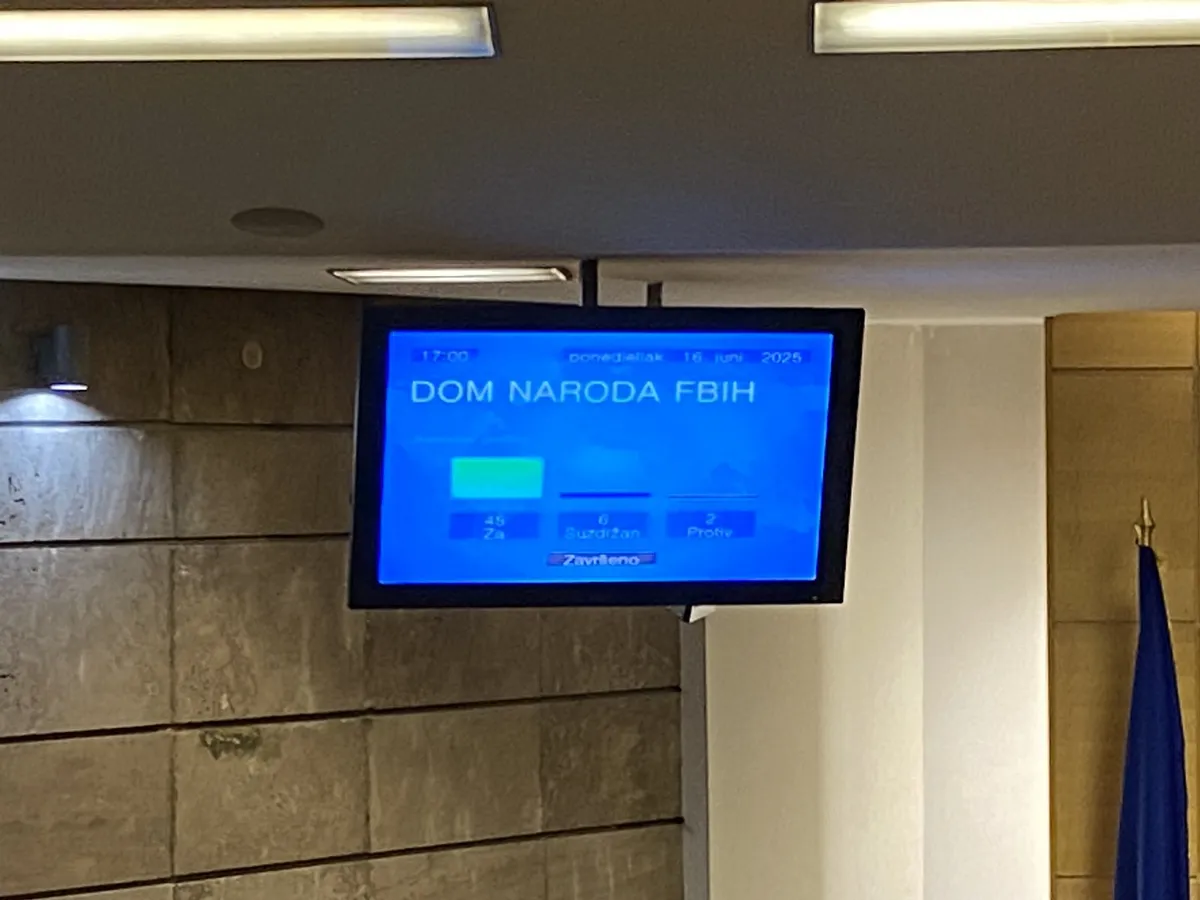 17:00 ponedjeljak 16 juni 2025
DOM NARODA FBIH
45 6 2
Za Suzdržan Protiv
Završeno